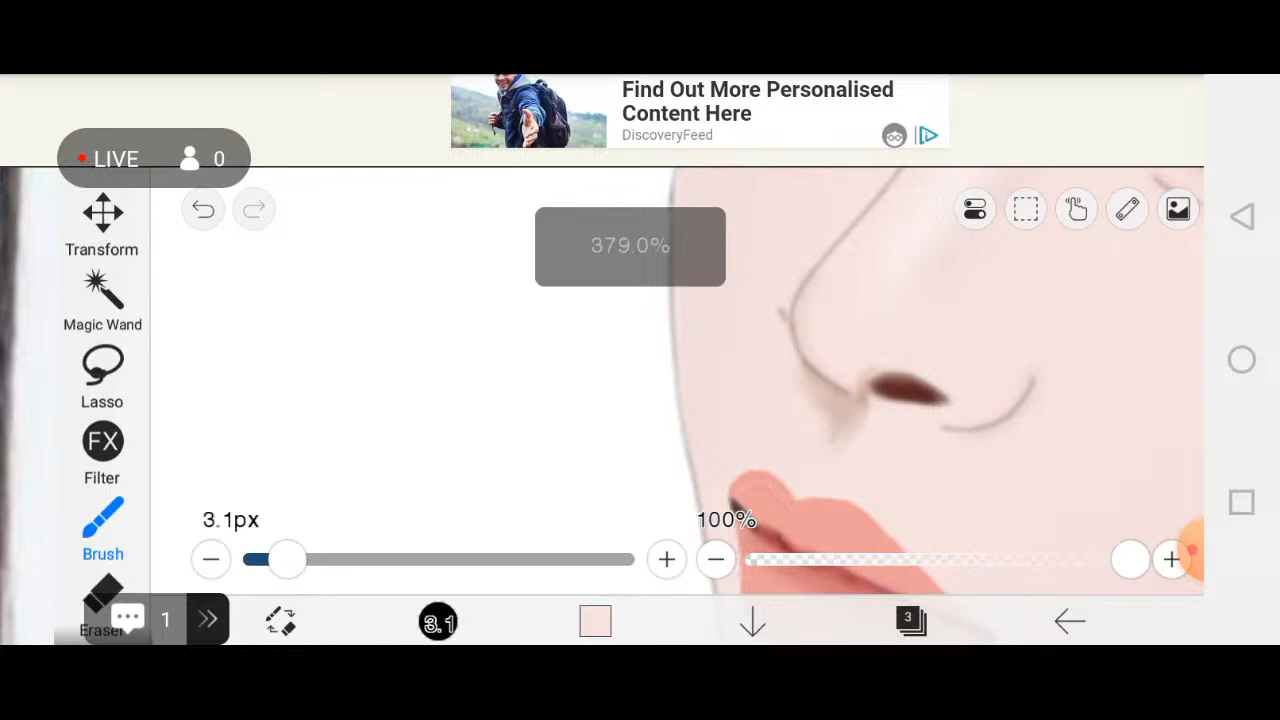 Find Out More Personalised
Content Here
DiscoveryFeed
LIVE 0
Transform
379.0%
Magic Wand
Lasso
FX
Filter
3.1px
100%
Brush
Eraser
1
3.1
3